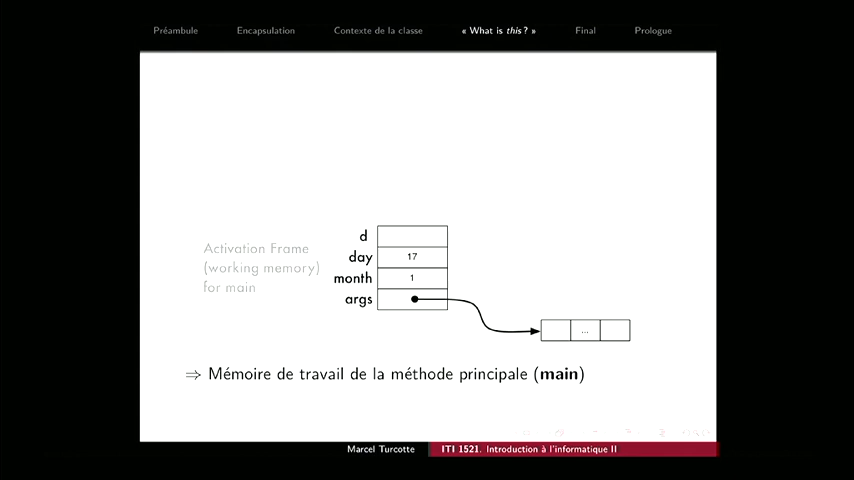 Préambule Encapsulation Contexte de la classe « What is this ? » Final Prologue
d
Activation Frame
(working memory)
for main
day 17
month 1
args
...
⇒ Mémoire de travail de la méthode principale (main)
Marcel Turcotte ITI 1521. Introduction à l'informatique II